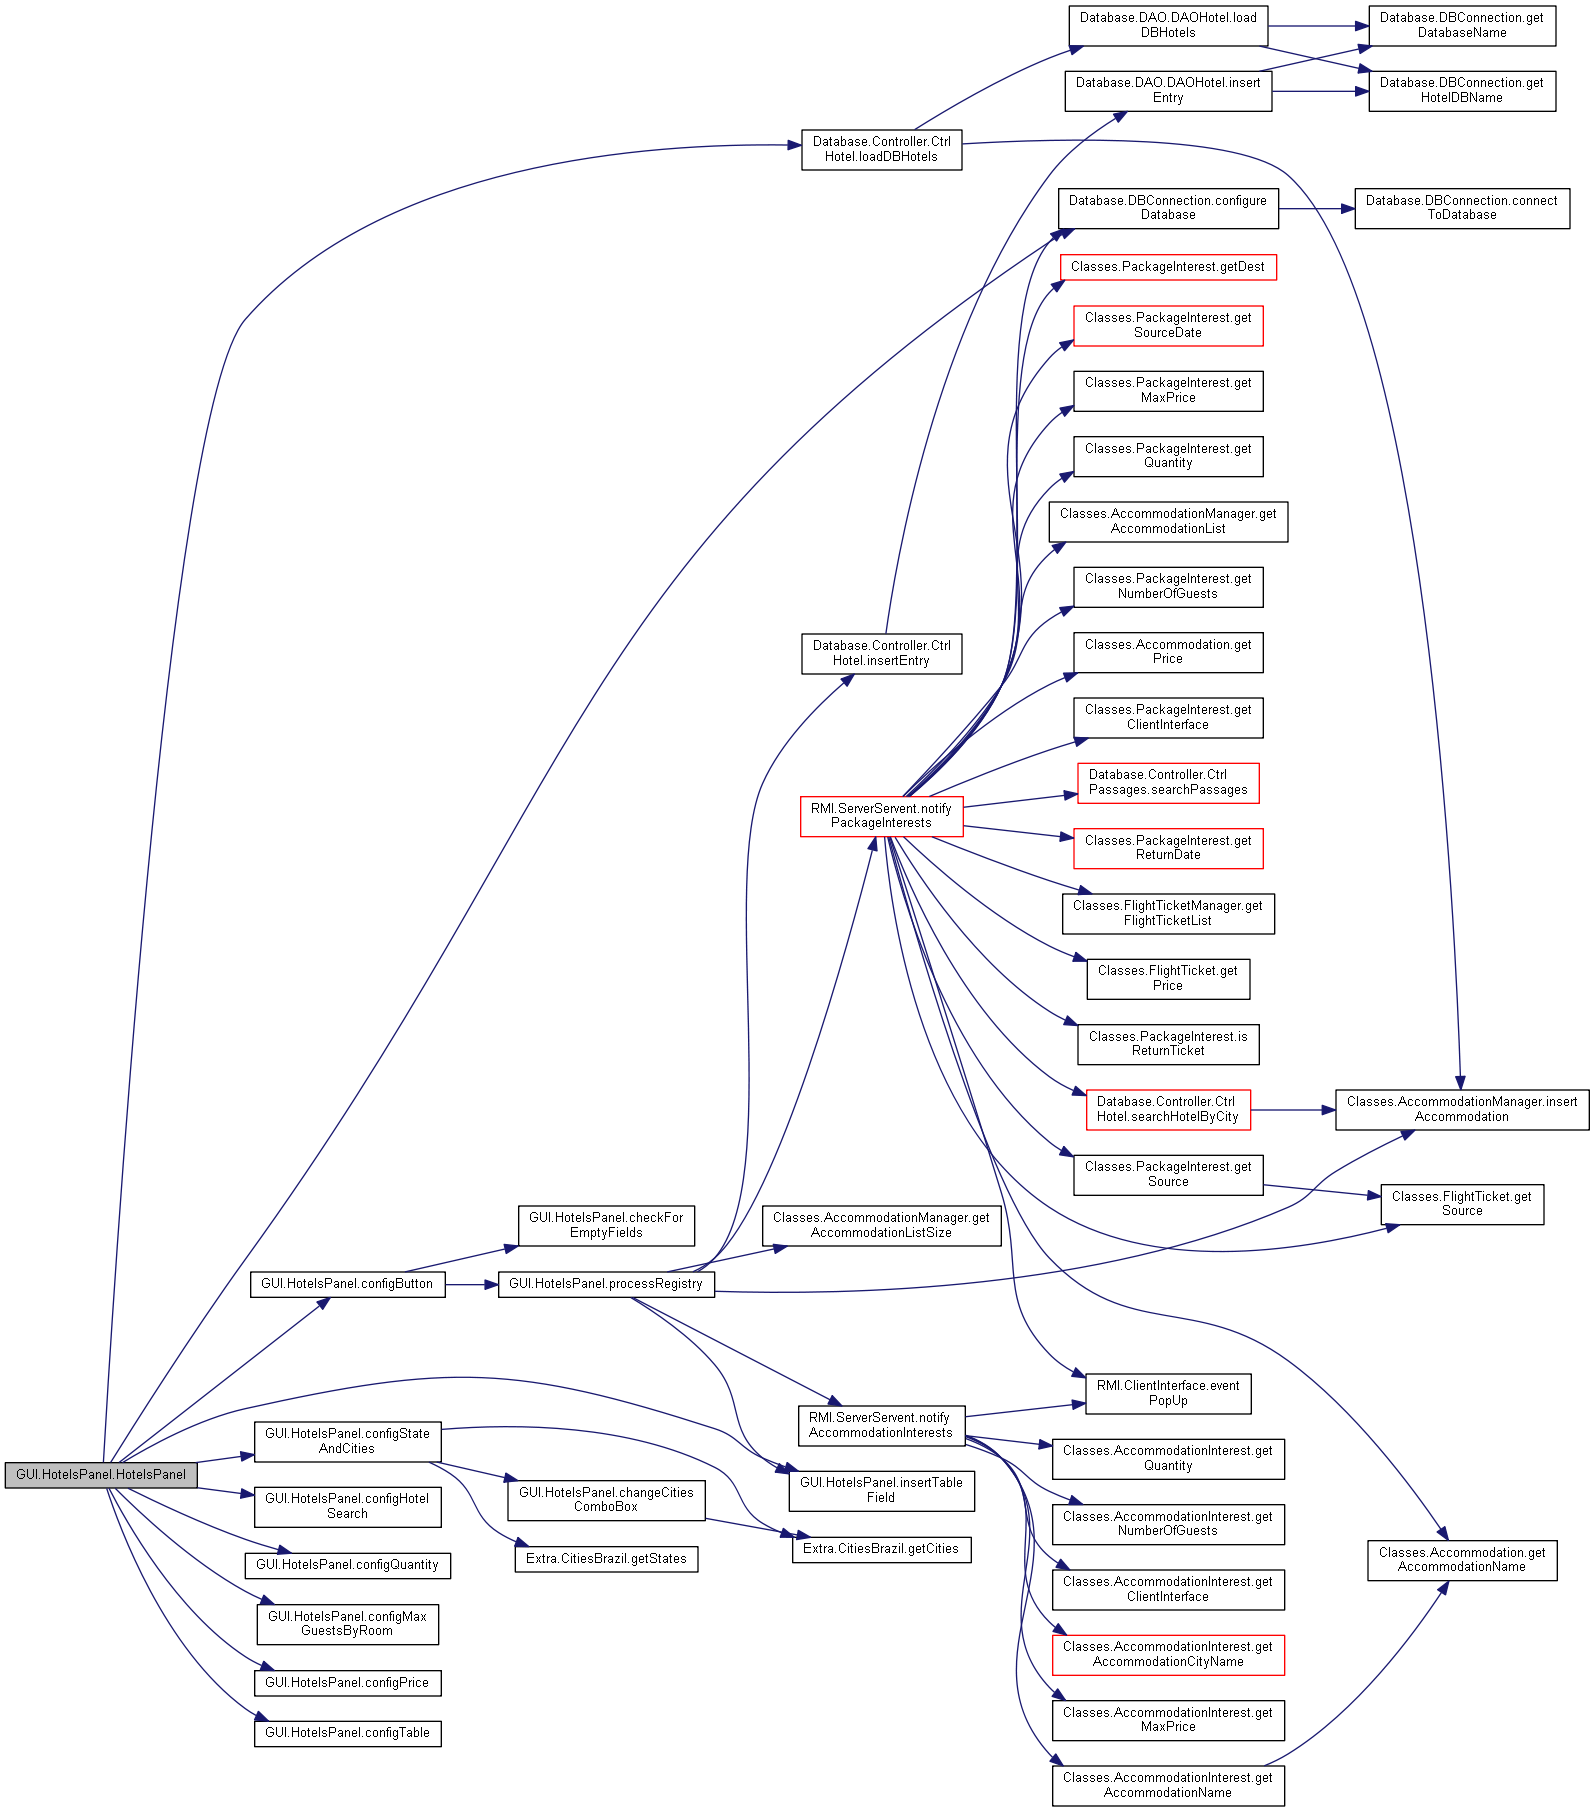 Database.DAO.DAOHotel.load
DBHotels
Database.DBConnection.get
DatabaseName
Database.DAO.DAOHotel.insert
Entry
Database.DBConnection.get
HotelDBName
Database.Controller.Ctrl
Hotel.loadDBHotels
Database.DBConnection.configure
Database
Database.DBConnection.connect
ToDatabase
Classes.PackageInterest.getDest
Classes.PackageInterest.get
SourceDate
Classes.PackageInterest.get
MaxPrice
Classes.PackageInterest.get
Quantity
Classes.AccommodationManager.get
AccommodationList
Classes.PackageInterest.get
NumberOfGuests
Database.Controller.Ctrl
Hotel.insertEntry
Classes.Accommodation.get
Price
Classes.PackageInterest.get
ClientInterface
Database.Controller.Ctrl
Passages.searchPassages
RMI.ServerServent.notify
PackageInterests
Classes.PackageInterest.get
ReturnDate
Classes.FlightTicketManager.get
FlightTicketList
Classes.FlightTicket.get
Price
Classes.PackageInterest.is
ReturnTicket
Database.Controller.Ctrl
Hotel.searchHotelByCity
Classes.AccommodationManager.insert
Accommodation
Classes.PackageInterest.get
Source
Classes.FlightTicket.get
Source
GUI.HotelsPanel.checkFor
EmptyFields
Classes.AccommodationManager.get
AccommodationListSize
GUI.HotelsPanel.configButton
GUI.HotelsPanel.processRegistry
RMI.ClientInterface.event
PopUp
RMI.ServerServent.notify
AccommodationInterests
GUI.HotelsPanel.configState
AndCities
Classes.AccommodationInterest.get
Quantity
GUI.HotelsPanel.HotelsPanel
GUI.HotelsPanel.insertTable
Field
GUI.HotelsPanel.configHotel
Search
GUI.HotelsPanel.changeCities
ComboBox
Classes.AccommodationInterest.get
NumberOfGuests
Extra.CitiesBrazil.getCities
Extra.CitiesBrazil.getStates
GUI.HotelsPanel.configQuantity
Classes.Accommodation.get
AccommodationName
Classes.AccommodationInterest.get
ClientInterface
GUI.HotelsPanel.configMax
GuestsByRoom
Classes.AccommodationInterest.get
AccommodationCityName
GUI.HotelsPanel.configPrice
Classes.AccommodationInterest.get
MaxPrice
GUI.HotelsPanel.configTable
Classes.AccommodationInterest.get
AccommodationName